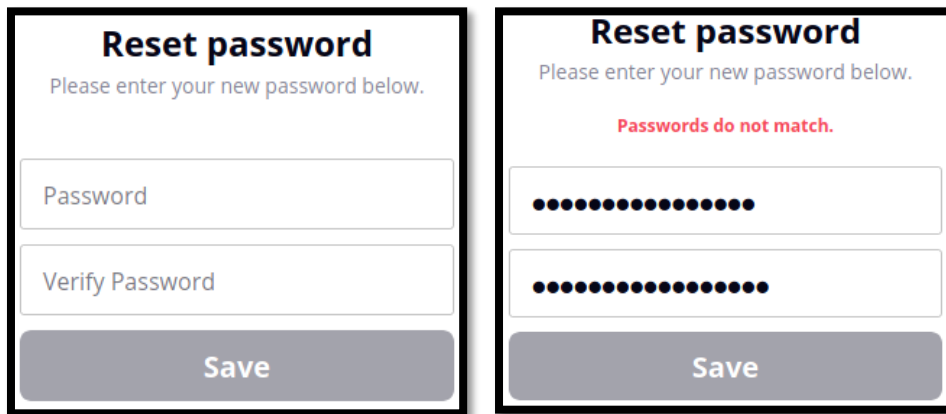 Reset password
Please enter your new password below.
Password
Verify Password
Save
Reset password
Please enter your new password below.
Passwords do not match.
●●●●●●●●●●●●●●●●
●●●●●●●●●●●●●●●●●
Save